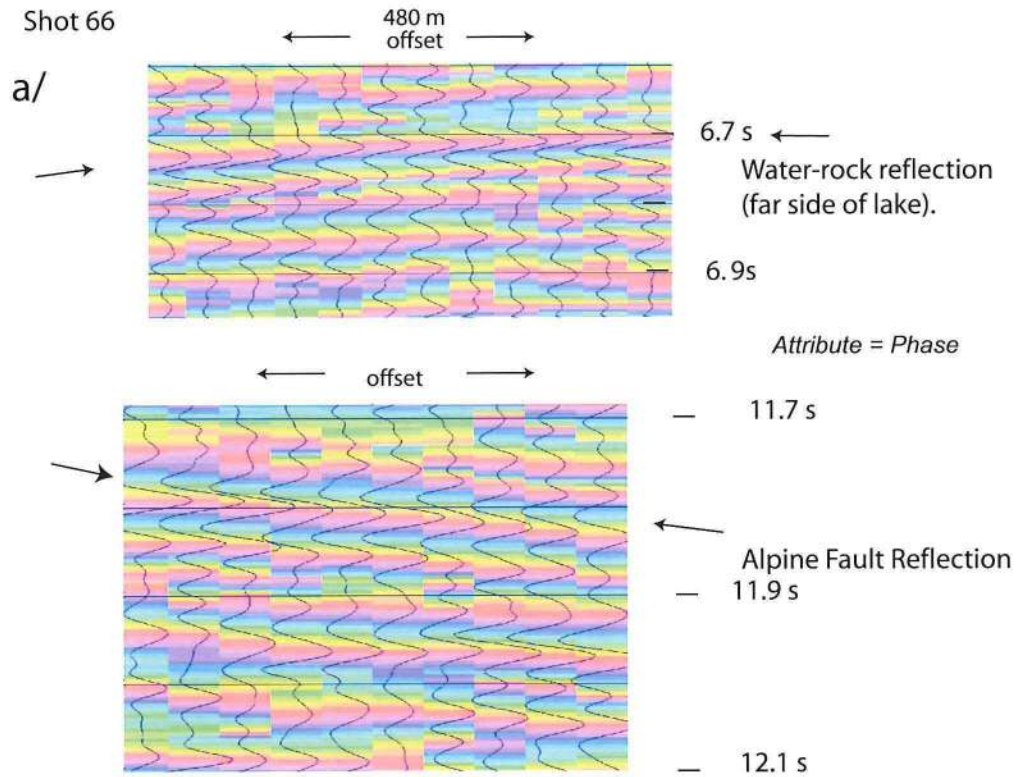 Shot 66
480 m
offset
a/
6.7 s
Water-rock reflection
(far side of lake).
6.9s
Attribute = Phase
offset
11.7 s
Alpine Fault Reflection
11.9 s
12.1 s